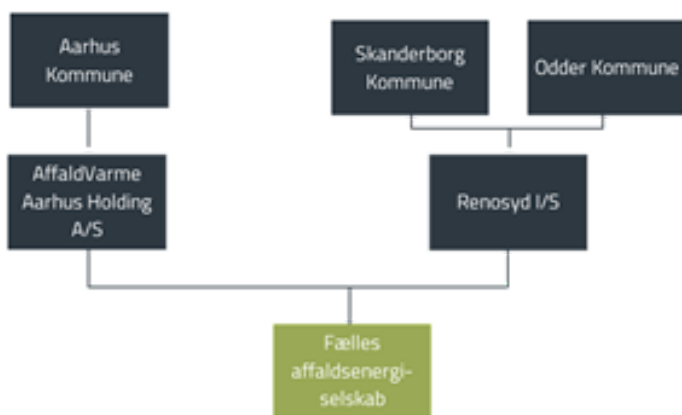 Aarhus
Kommune
Skanderborg
Kommune
Odder Kommune
AffaldVarme
Aarhus Holding
A/S
Renosyd I/S
Fælles
affaldsenergi-
selskab